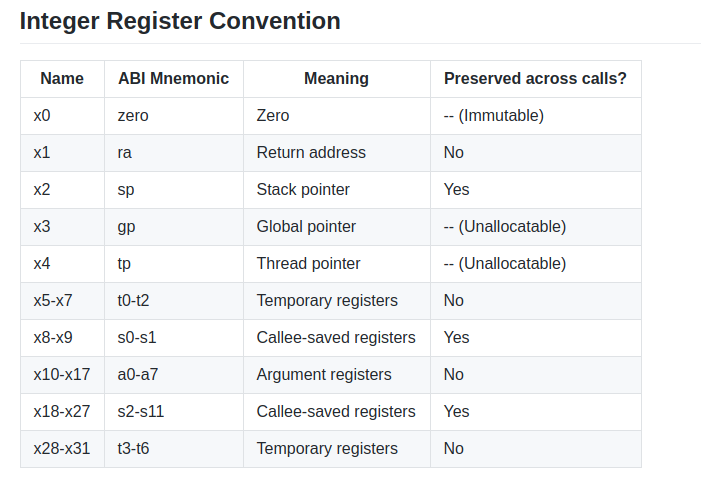 Integer Register Convention
Name ABI Mnemonic Meaning Preserved across calls?
x0 zero Zero -- (Immutable)
x1 ra Return address No
x2 sp Stack pointer Yes
x3 gp Global pointer -- (Unallocatable)
x4 tp Thread pointer -- (Unallocatable)
x5-x7 t0-t2 Temporary registers No
x8-x9 s0-s1 Callee-saved registers Yes
x10-x17 a0-a7 Argument registers No
x18-x27 s2-s11 Callee-saved registers Yes
x28-x31 t3-t6 Temporary registers No